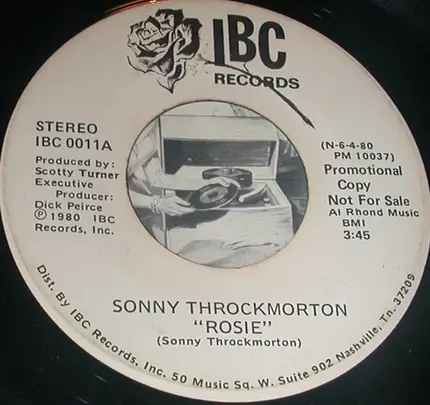 IBC
RECORDS
STEREO
IBC 0011A
Produced by:
Scotty Turner
Executive
Producer:
Dick Peirce
℗ 1980 IBC
Records, Inc.
(N-6-4-80
PM 10037)
Promotional
Copy
Not For Sale
Al Rhond Music
BMI
3:45
SONNY THROCKMORTON
"ROSIE"
(Sonny Throckmorton)
Dist. By IBC Records, Inc. 50 Music Sq. W. Suite 902 Nashville, Tn. 37209